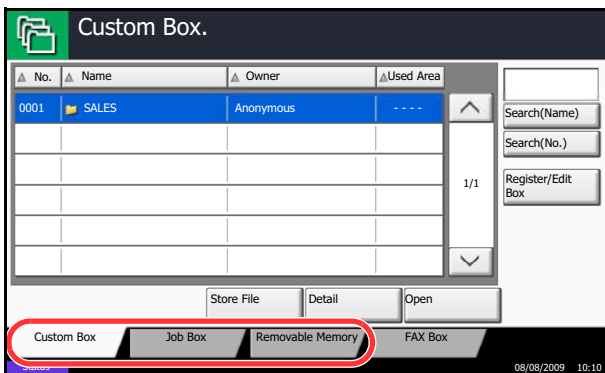 Custom Box.
No. Name Owner Used Area
0001 SALES Anonymous - - - -
Search(Name)
Search(No.)
1/1
Register/Edit
Box
Store File Detail Open
Custom Box Job Box Removable Memory FAX Box
Status 08/08/2009 10:10